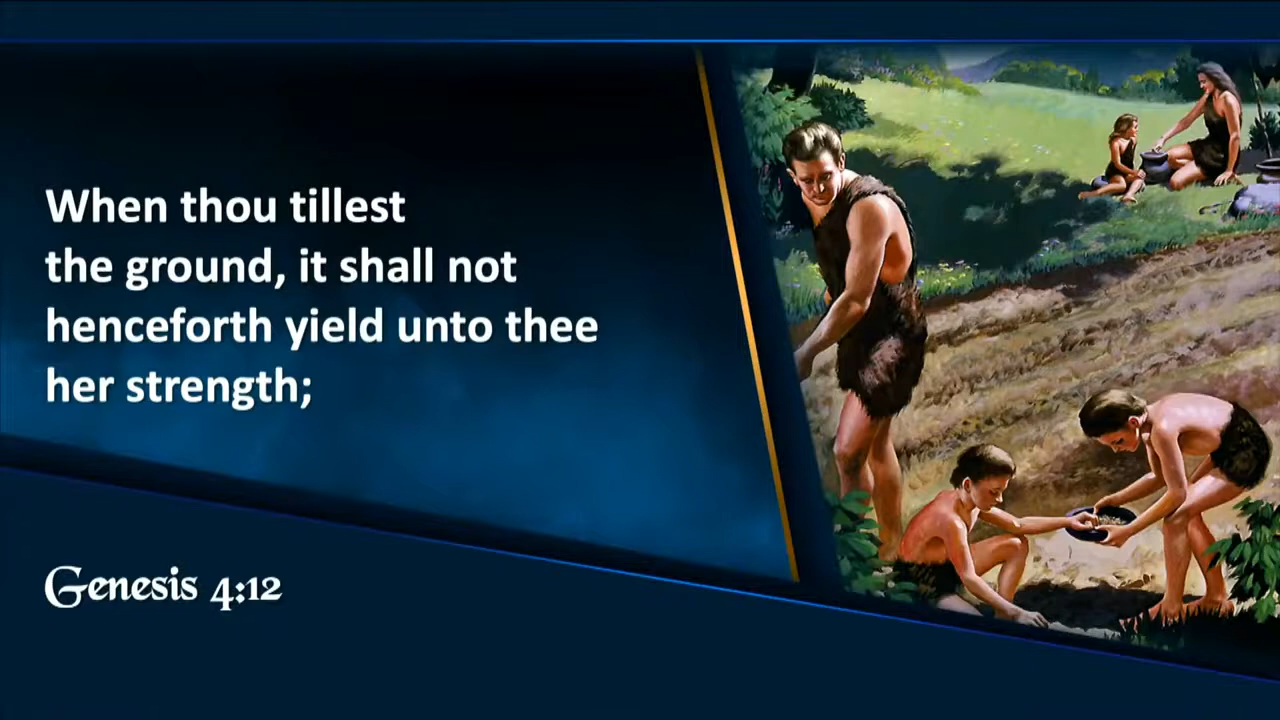 When thou tillest
the ground, it shall not
henceforth yield unto thee
her strength;
Genesis 4:12